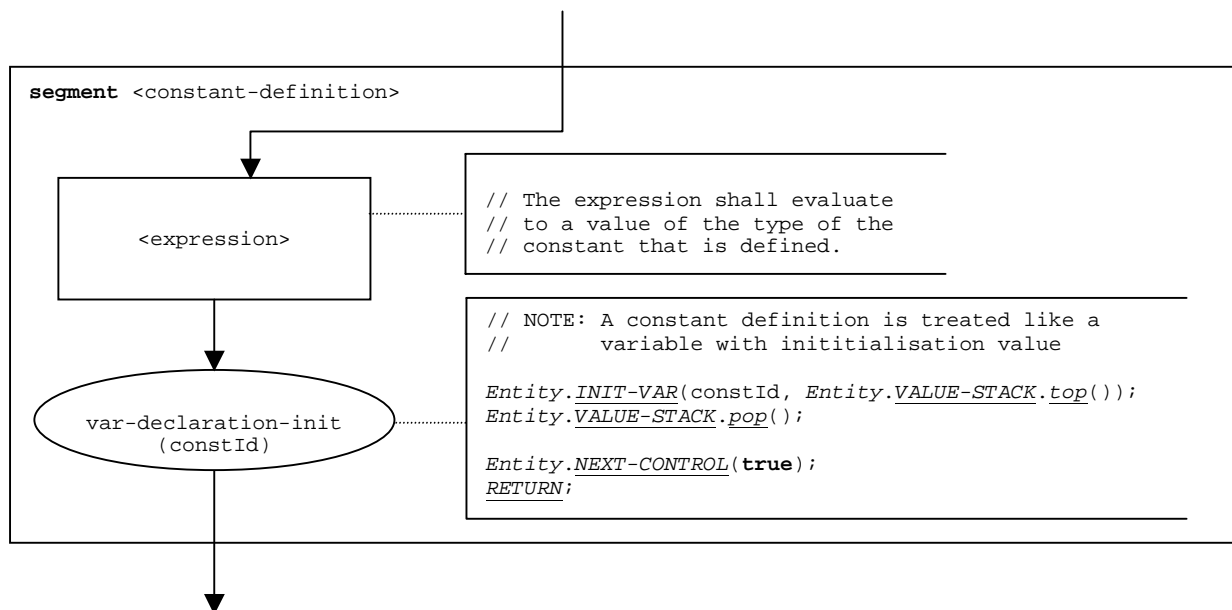 segment <constant-definition>
<expression>
// The expression shall evaluate
// to a value of the type of the
// constant that is defined.
var-declaration-init
(constId)
// NOTE: A constant definition is treated like a
// variable with inititialisation value
Entity.INIT-VAR(constId, Entity.VALUE-STACK.top());
Entity.VALUE-STACK.pop();
Entity.NEXT-CONTROL(true);
RETURN;